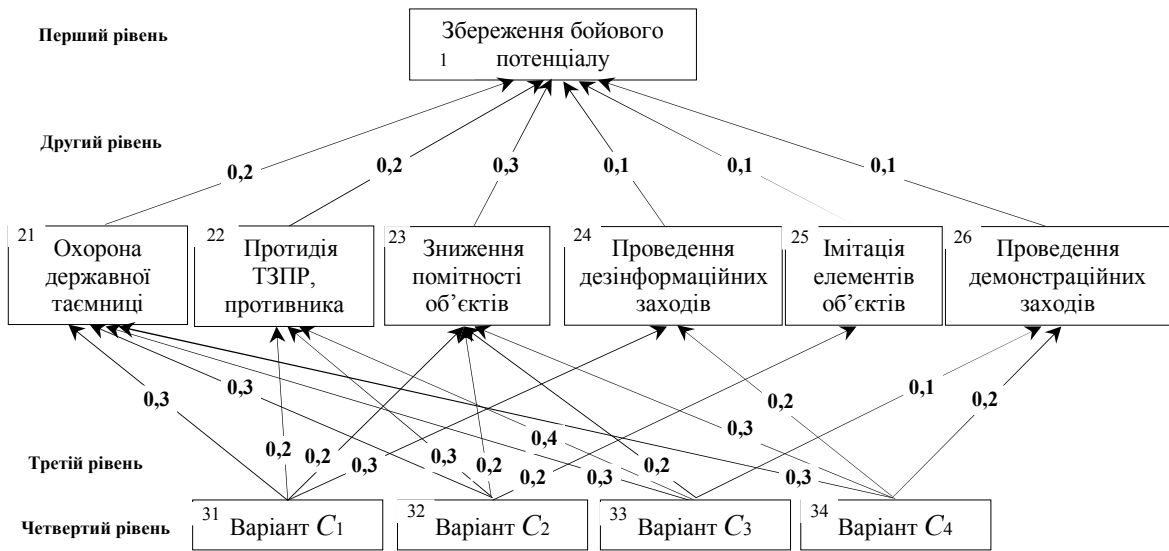 Перший рівень
Збереження бойового
1 потенціалу
Другий рівень
0,2 0,2 0,3 0,1 0,1 0,1
21
Охорона
державної
таємниці
22
Протидія
ТЗПР,
противника
23
Зниження
помітності
об’єктів
24
Проведення
дезінформаційних
заходів
25
Імітація
елементів
об’єктів
26
Проведення
демонстраційних
заходів
0,3 0,3 0,1 0,2 0,2
0,2 0,2 0,3 0,3 0,2 0,2 0,4 0,3 0,2 0,3 0,3
Третій рівень
Четвертий рівень
31 Варіант C1
32 Варіант C2
33 Варіант C3
34 Варіант C4